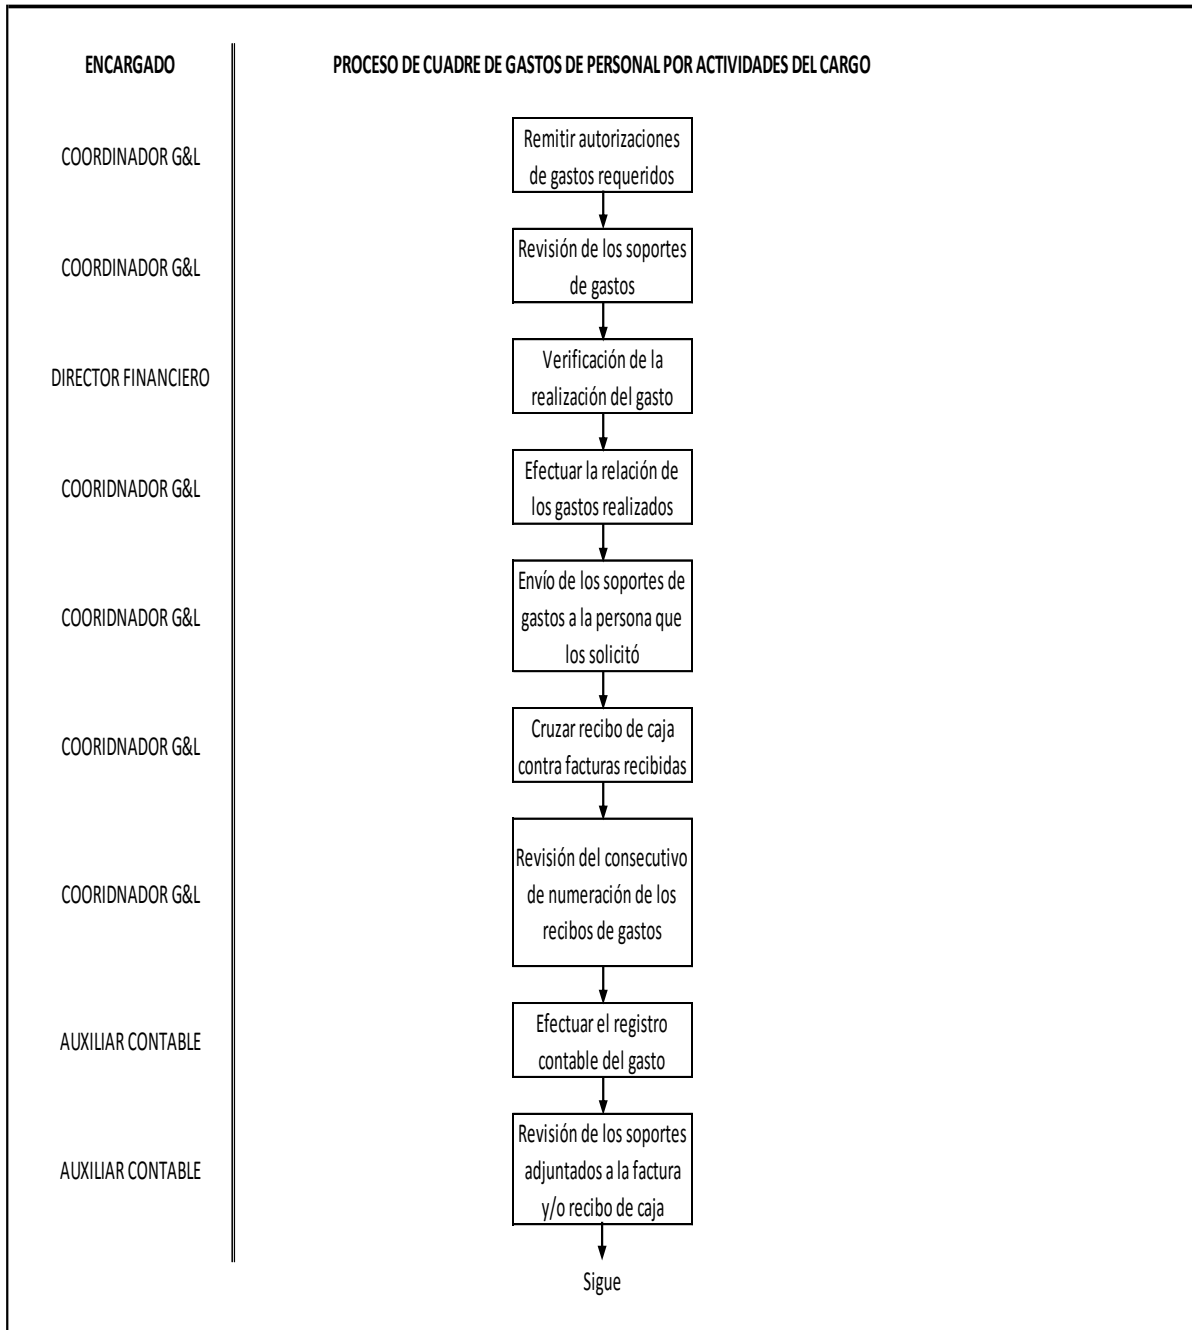 ENCARGADO
PROCESO DE CUADRE DE GASTOS DE PERSONAL POR ACTIVIDADES DEL CARGO
COORDINADOR G&L
Remitir autorizaciones
de gastos requeridos
COORDINADOR G&L
Revisión de los soportes
de gastos
DIRECTOR FINANCIERO
Verificación de la
realización del gasto
COORIDNADOR G&L
Efectuar la relación de
los gastos realizados
COORIDNADOR G&L
Envío de los soportes de
gastos a la persona que
los solicitó
COORIDNADOR G&L
Cruzar recibo de caja
contra facturas recibidas
COORIDNADOR G&L
Revisión del consecutivo
de numeración de los
recibos de gastos
AUXILIAR CONTABLE
Efectuar el registro
contable del gasto
AUXILIAR CONTABLE
Revisión de los soportes
adjuntados a la factura
y/o recibo de caja
Sigue